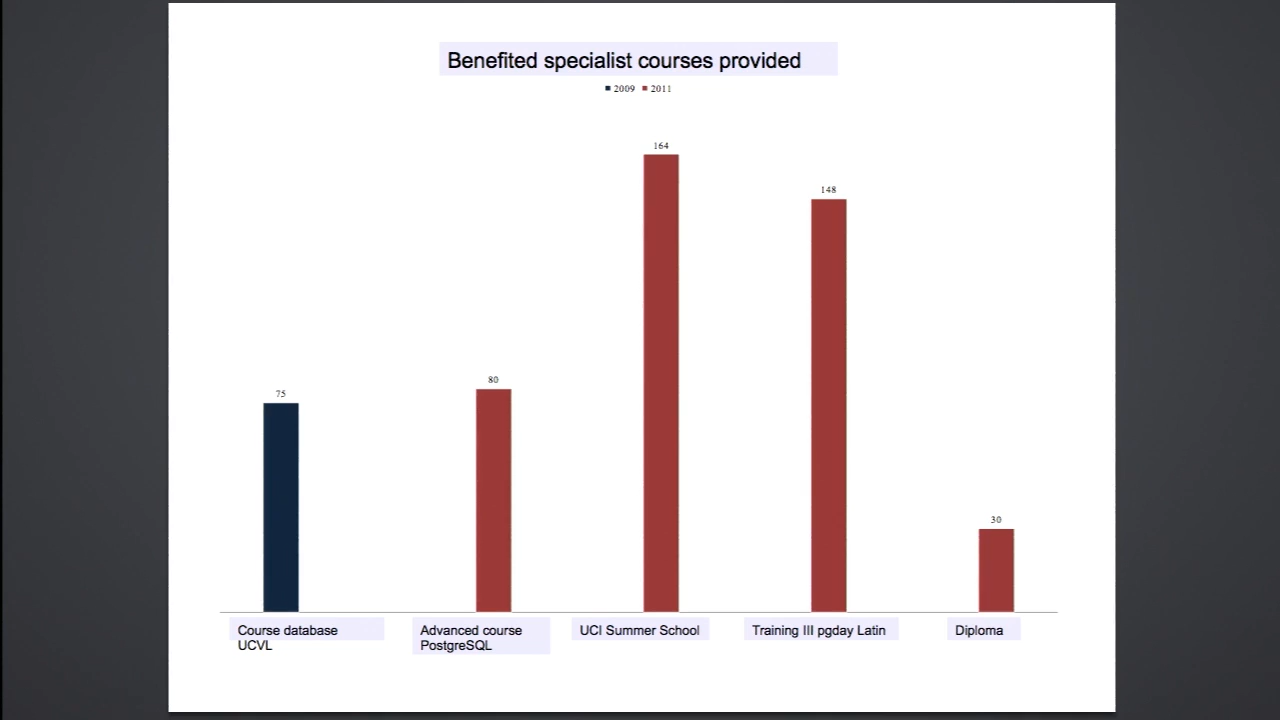 Benefited specialist courses provided
2009 2011
164
148
80
75
30
Course database
UCVL
Advanced course
PostgreSQL
UCI Summer School
Training III pgday Latin
Diploma